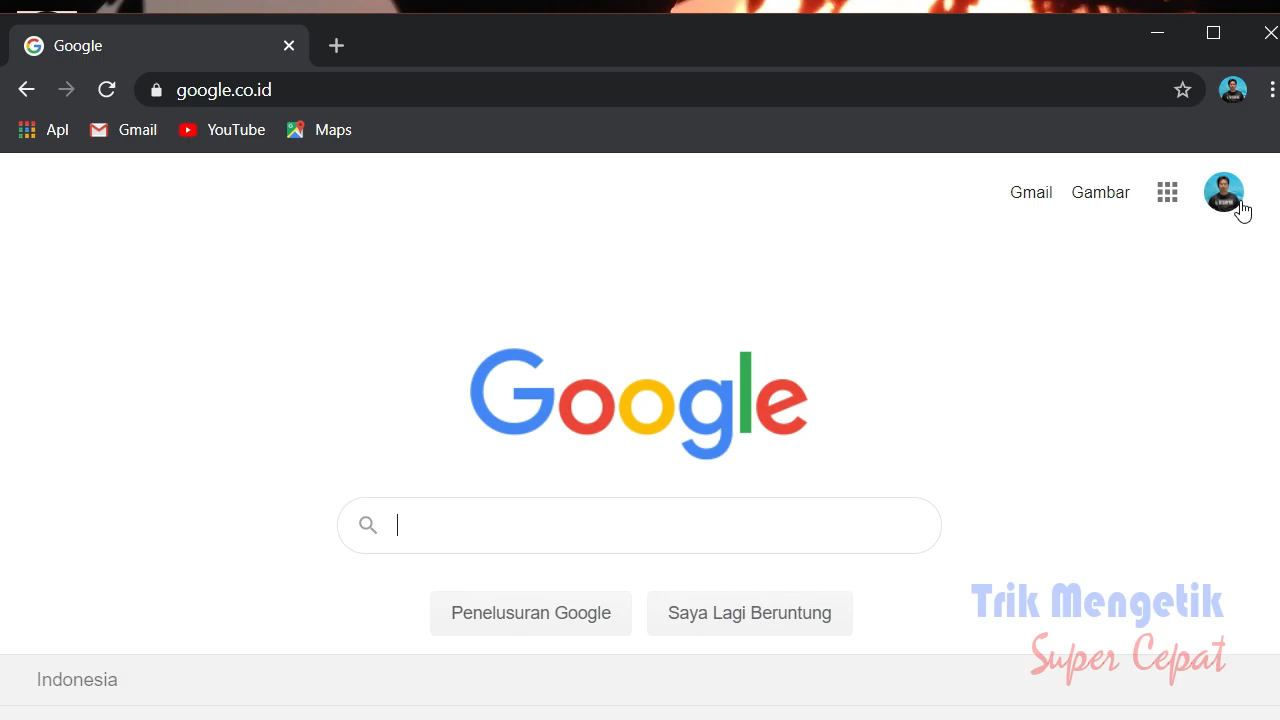 Google
google.co.id
Apl Gmail YouTube Maps
Gmail Gambar
Google
Penelusuran Google Saya Lagi Beruntung
Trik Mengetik
Super Cepat
Indonesia